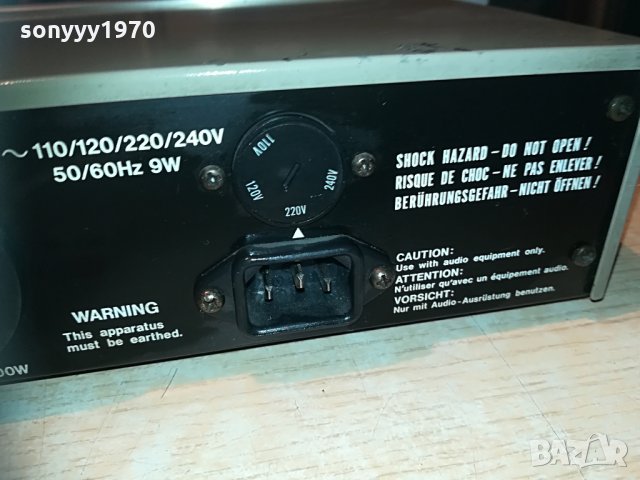 sonyyy1970
~ 110/120/220/240V
50/60Hz 9W
110V
120V
240V
220V
SHOCK HAZARD – DO NOT OPEN!
RISQUE DE CHOC – NE PAS ENLEVER!
BERÜHRUNGSGEFAHR – NICHT ÖFFNEN!
CAUTION:
Use with audio equipment only.
ATTENTION:
N'utiliser qu'avec un équipement audio.
VORSICHT:
Nur mit Audio-Ausrüstung benutzen.
WARNING
This apparatus
must be earthed.
00W
BAZAR